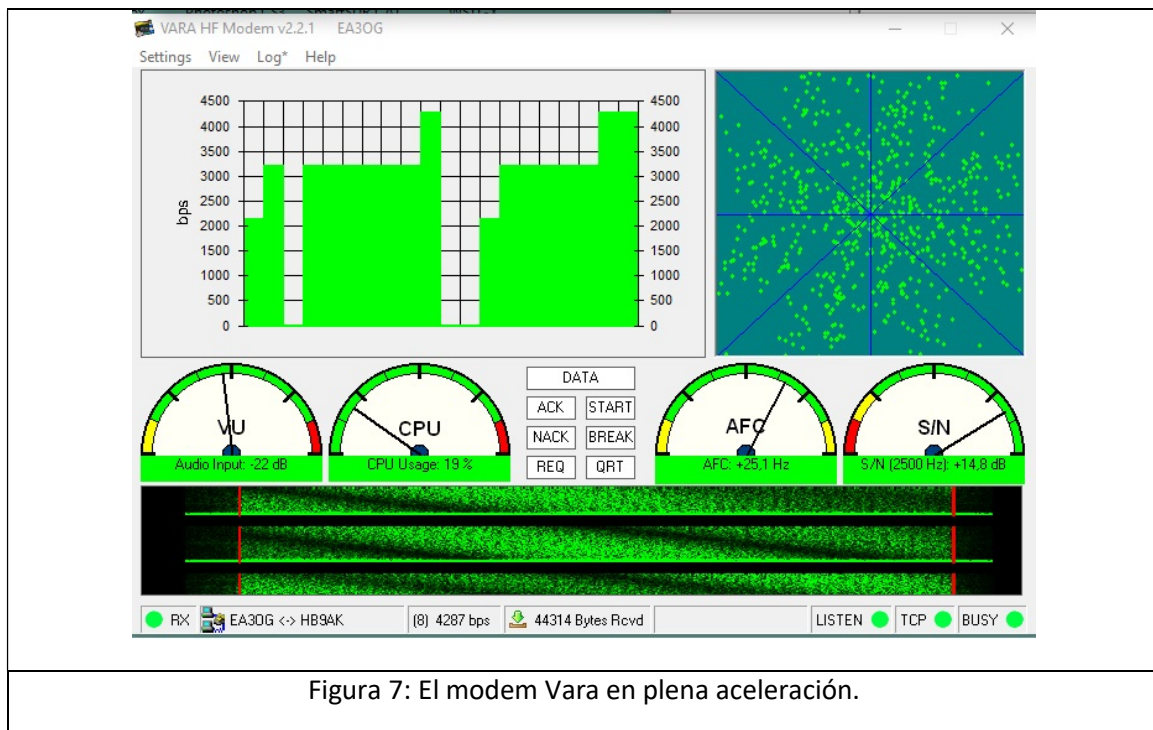 VARA HF Modem v2.2.1 EA3OG
Settings View Log* Help
4500 4500
4000 4000
3500 3500
3000 3000
2500 2500
2000 2000
1500 1500
1000 1000
500 500
0 0
bps
DATA
ACK START
NACK BREAK
REQ QRT
VU
Audio Input: -22 dB
CPU
CPU Usage: 19 %
AFC
AFC: +25,1 Hz
S/N
S/N (2500 Hz): +14,8 dB
RX EA3OG <-> HB9AK (8) 4287 bps 44314 Bytes Rcvd LISTEN TCP BUSY
Figura 7: El modem Vara en plena aceleración.